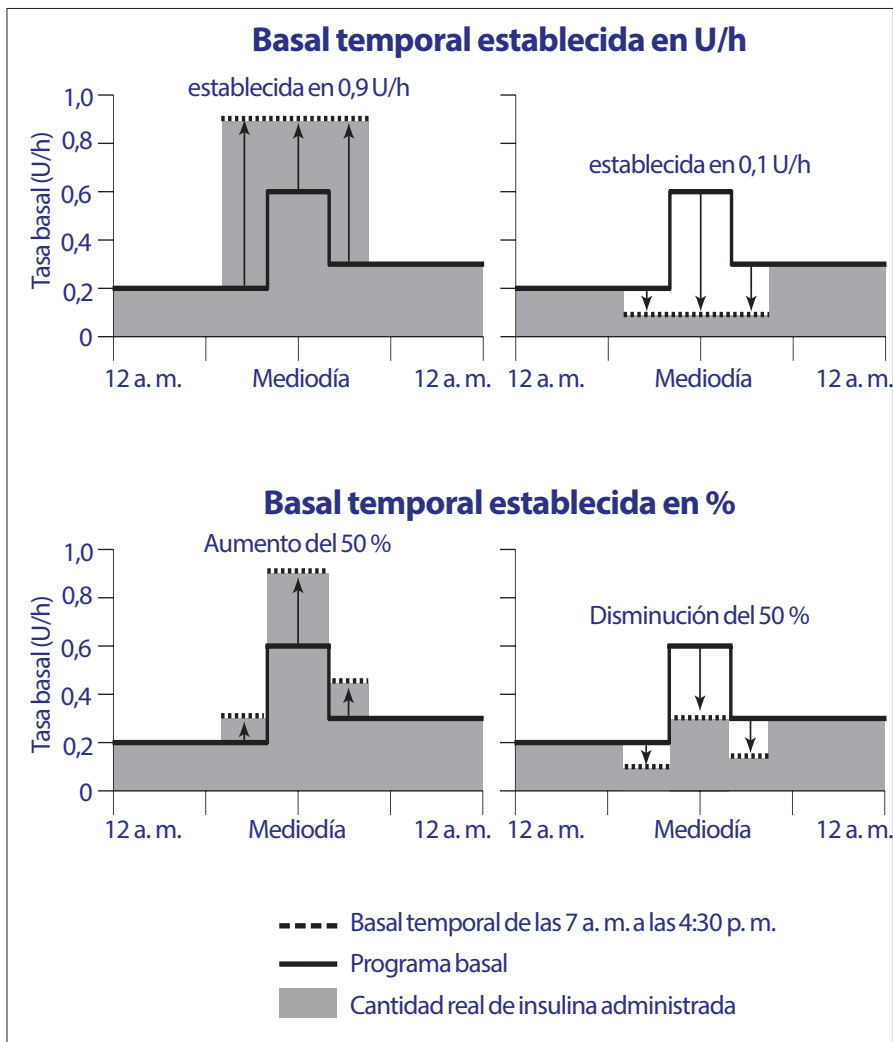 Basal temporal establecida en U/h
establecida en 0,9 U/h
Tasa basal (U/h)
1,0
0,8
0,6
0,4
0,2
0
12 a. m.
Mediodía
12 a. m.
establecida en 0,1 U/h
12 a. m.
Mediodía
12 a. m.
Basal temporal establecida en %
Aumento del 50 %
Tasa basal (U/h)
1,0
0,8
0,6
0,4
0,2
0
12 a. m.
Mediodía
12 a. m.
Disminución del 50 %
12 a. m.
Mediodía
12 a. m.
Basal temporal de las 7 a. m. a las 4:30 p. m.
Programa basal
Cantidad real de insulina administrada